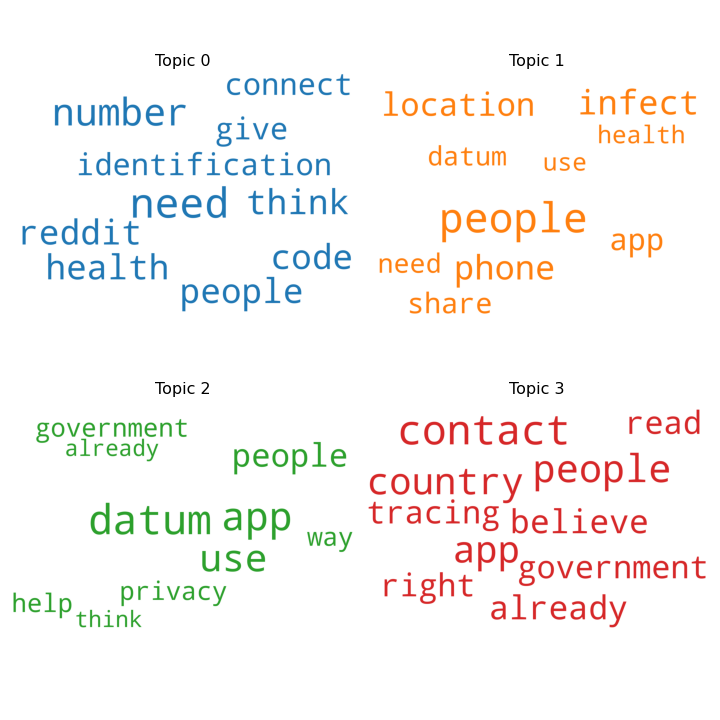 Topic 0
connect
number
give
identification
need think
reddit
health code
people
Topic 1
location infect
health
datum use
people
app
need phone
share
Topic 2
government
already people
datum app
way
use
privacy
help
think
Topic 3
contact read
country people
tracing believe
app
right government
already